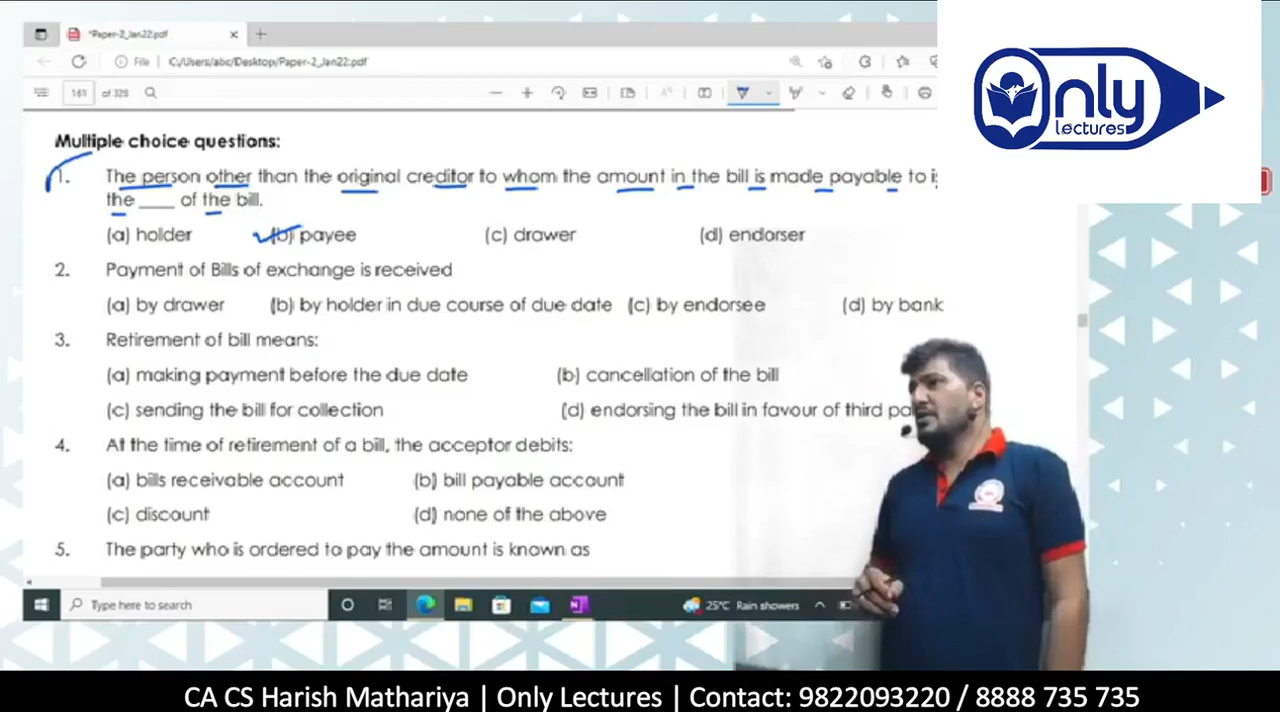 *Paper-2_Jan22.pdf
File | C:/Users/abc/Desktop/Paper-2_Jan22.pdf
161 of 328
Only
lectures
Multiple choice questions:
1. The person other than the original creditor to whom the amount in the bill is made payable to is
the ____ of the bill.
(a) holder (b) payee (c) drawer (d) endorser
2. Payment of Bills of exchange is received
(a) by drawer (b) by holder in due course of due date (c) by endorsee (d) by bank
3. Retirement of bill means:
(a) making payment before the due date (b) cancellation of the bill
(c) sending the bill for collection (d) endorsing the bill in favour of third pa
4. At the time of retirement of a bill, the acceptor debits:
(a) bills receivable account (b) bill payable account
(c) discount (d) none of the above
5. The party who is ordered to pay the amount is known as
Type here to search 25°C Rain showers
CA CS Harish Mathariya | Only Lectures | Contact: 9822093220 / 8888 735 735